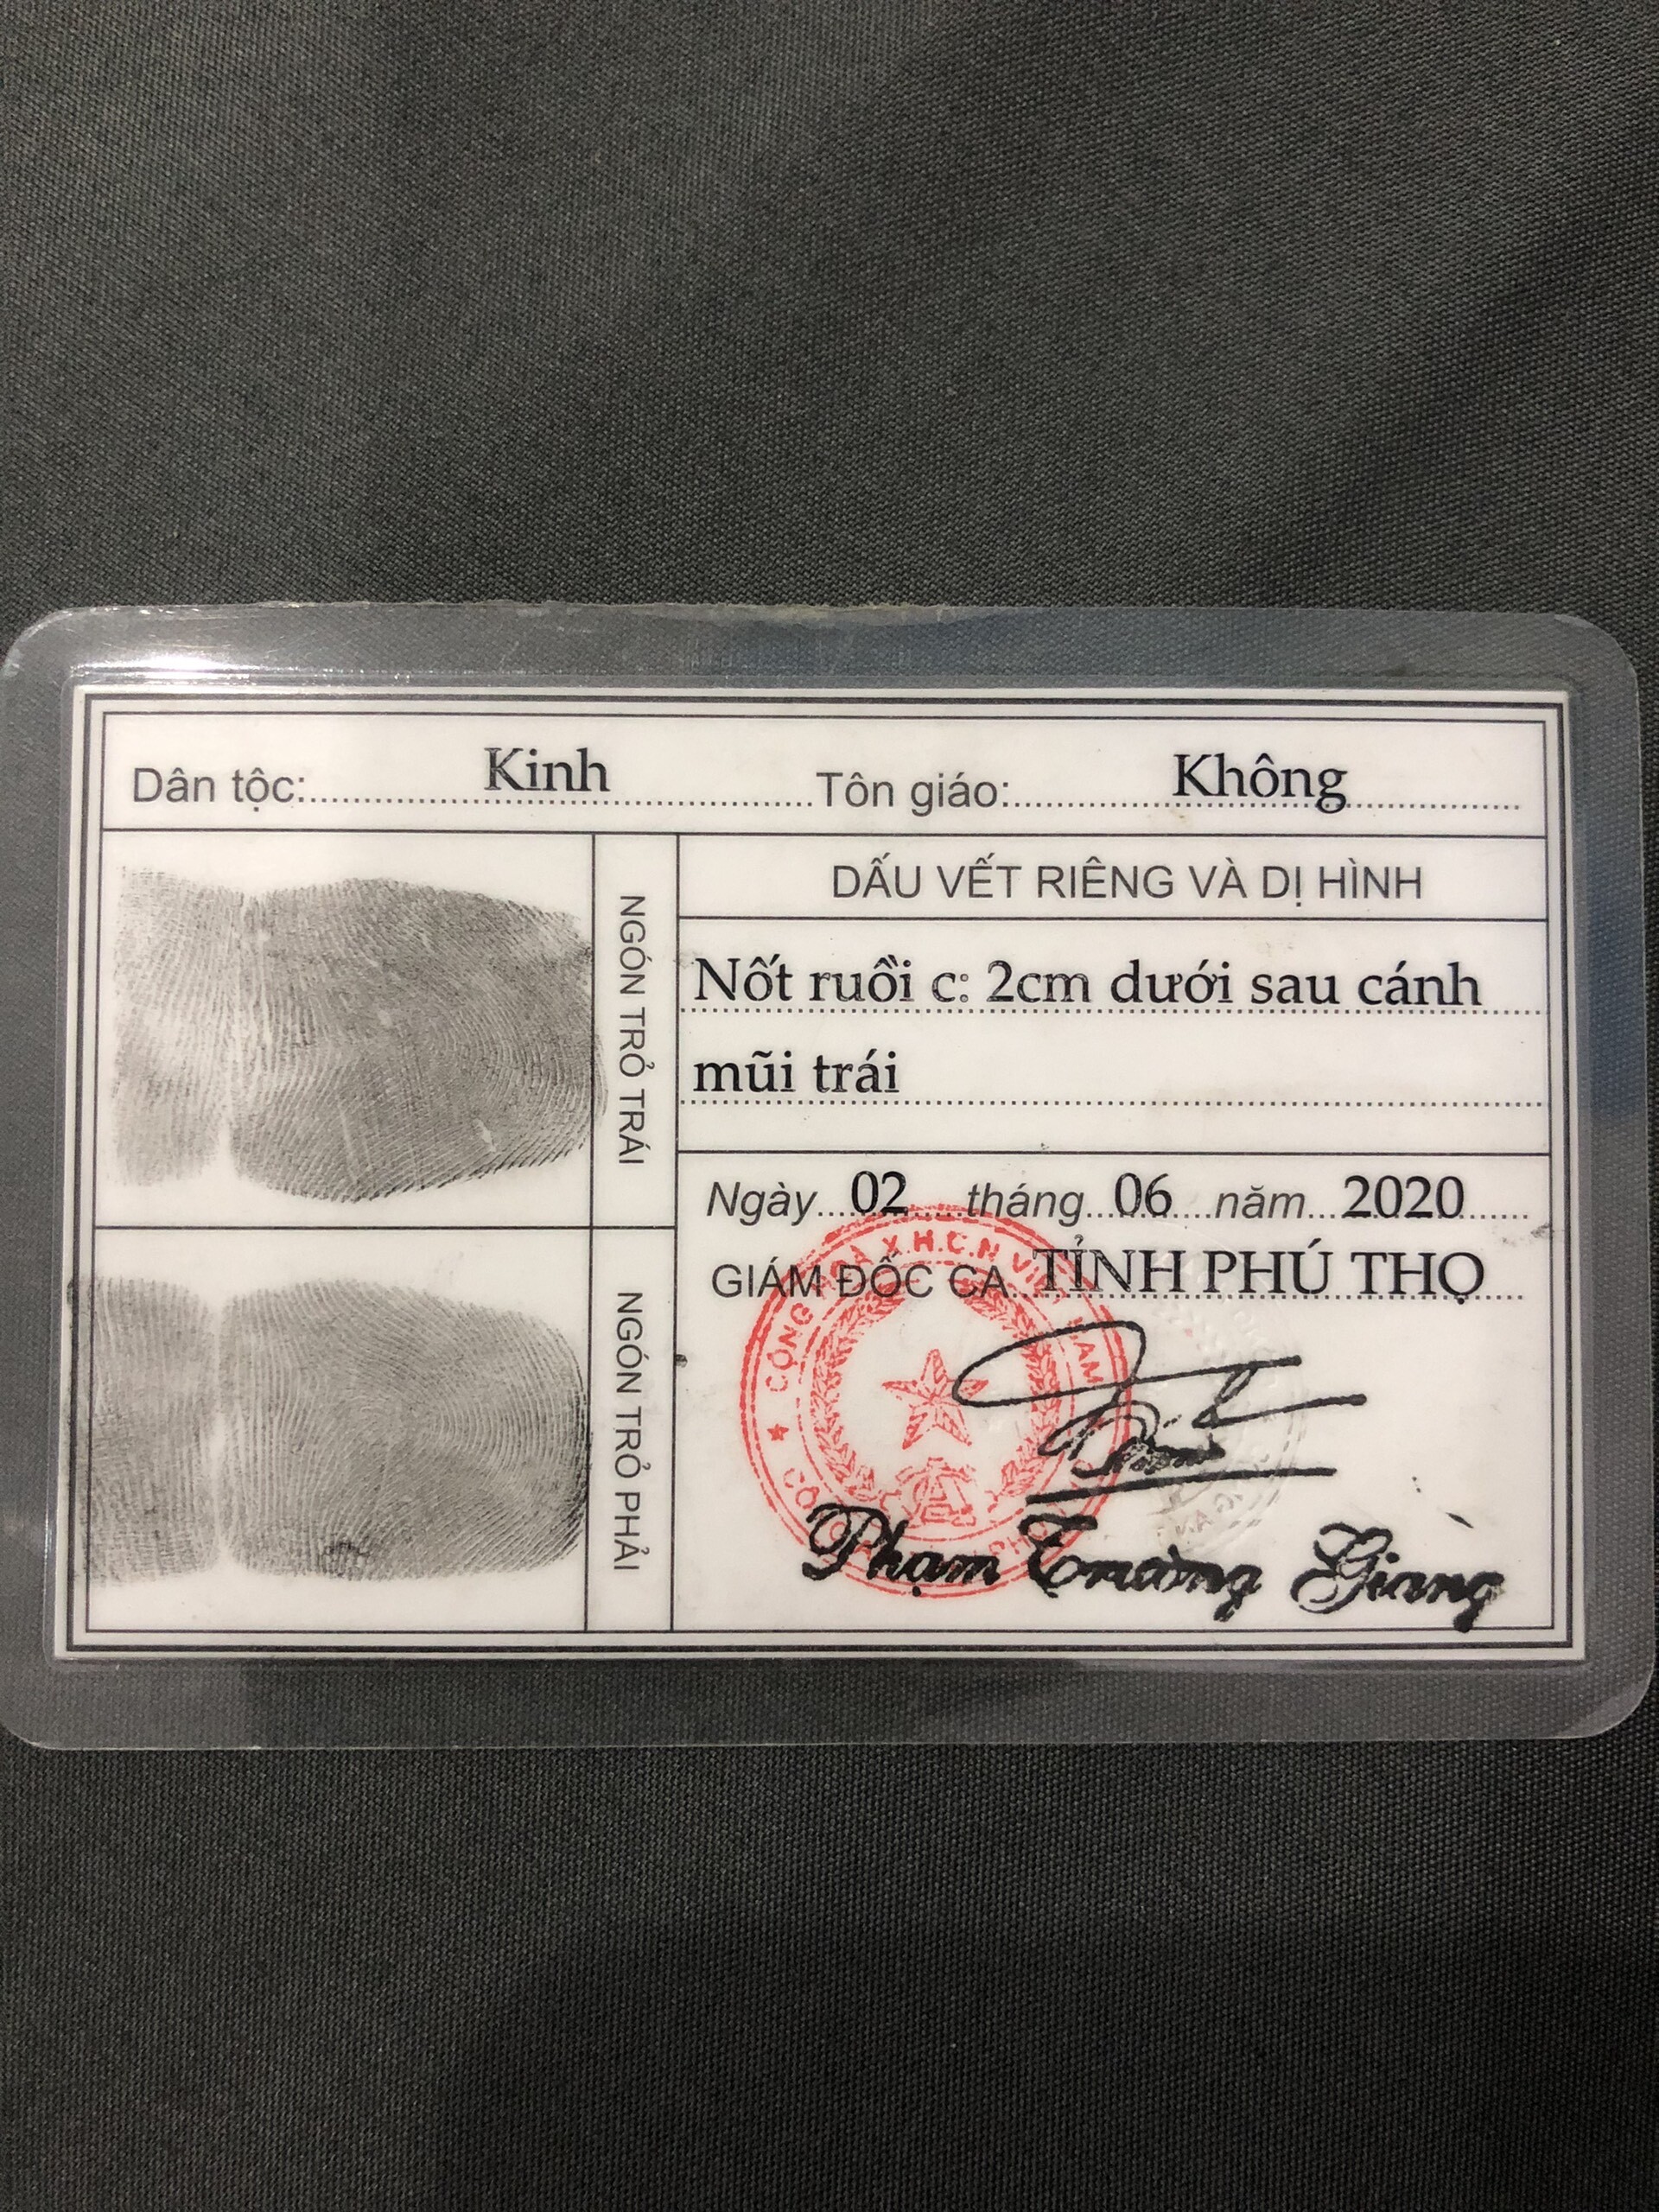 Dân tộc: Kinh Tôn giáo: Không
NGÓN TRỎ TRÁI
NGÓN TRỎ PHẢI
DẤU VẾT RIÊNG VÀ DỊ HÌNH
Nốt ruồi c: 2cm dưới sau cánh
mũi trái
Ngày 02 tháng 06 năm 2020
GIÁM ĐỐC CA TỈNH PHÚ THỌ
X.H.C.N VIỆT NAM
Phạm Trường Giang